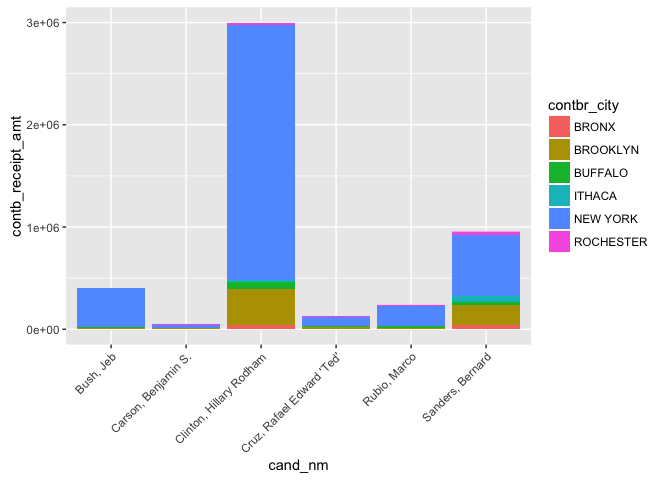 3e+06
2e+06
1e+06
0e+00
contb_receipt_amt
Bush, Jeb
Carson, Benjamin S.
Clinton, Hillary Rodham
Cruz, Rafael Edward 'Ted'
Rubio, Marco
Sanders, Bernard
cand_nm
contbr_city
BRONX
BROOKLYN
BUFFALO
ITHACA
NEW YORK
ROCHESTER